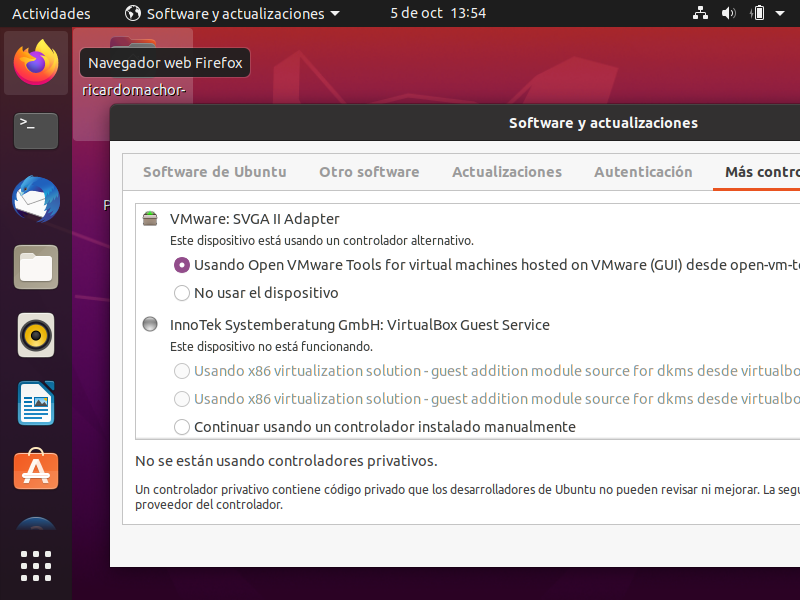 Actividades
Software y actualizaciones
5 de oct 13:54
Navegador web Firefox
ricardomachor-
P
Software y actualizaciones
Software de Ubuntu
Otro software
Actualizaciones
Autenticación
Más contro
VMware: SVGA II Adapter
Este dispositivo está usando un controlador alternativo.
Usando Open VMware Tools for virtual machines hosted on VMware (GUI) desde open-vm-to
No usar el dispositivo
InnoTek Systemberatung GmbH: VirtualBox Guest Service
Este dispositivo no está funcionando.
Usando x86 virtualization solution - guest addition module source for dkms desde virtualbo
Usando x86 virtualization solution - guest addition module source for dkms desde virtualbo
Continuar usando un controlador instalado manualmente
No se están usando controladores privativos.
Un controlador privativo contiene código privado que los desarrolladores de Ubuntu no pueden revisar ni mejorar. La segu
proveedor del controlador.